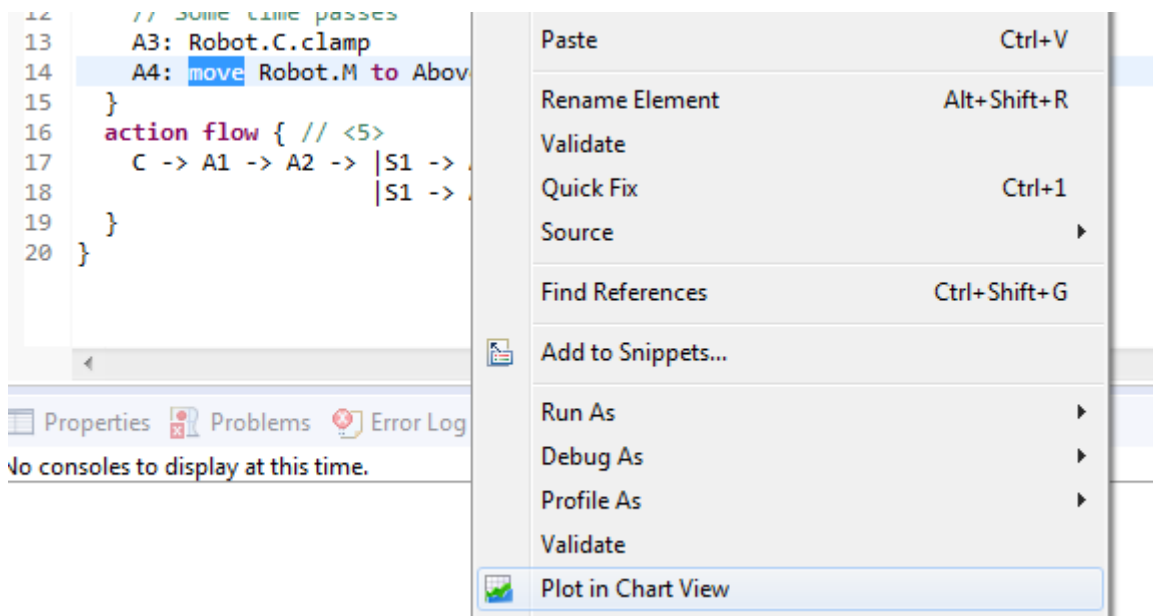 12 // Some time passes
13 A3: Robot.C.clamp
14 A4: move Robot.M to Abov
15 }
16 action flow { // <5>
17 C -> A1 -> A2 -> |S1 ->
18 |S1 ->
19 }
20 }
Paste Ctrl+V
Rename Element Alt+Shift+R
Validate
Quick Fix Ctrl+1
Source
Find References Ctrl+Shift+G
Add to Snippets...
Run As
Debug As
Profile As
Validate
Plot in Chart View
Properties Problems Error Log
No consoles to display at this time.